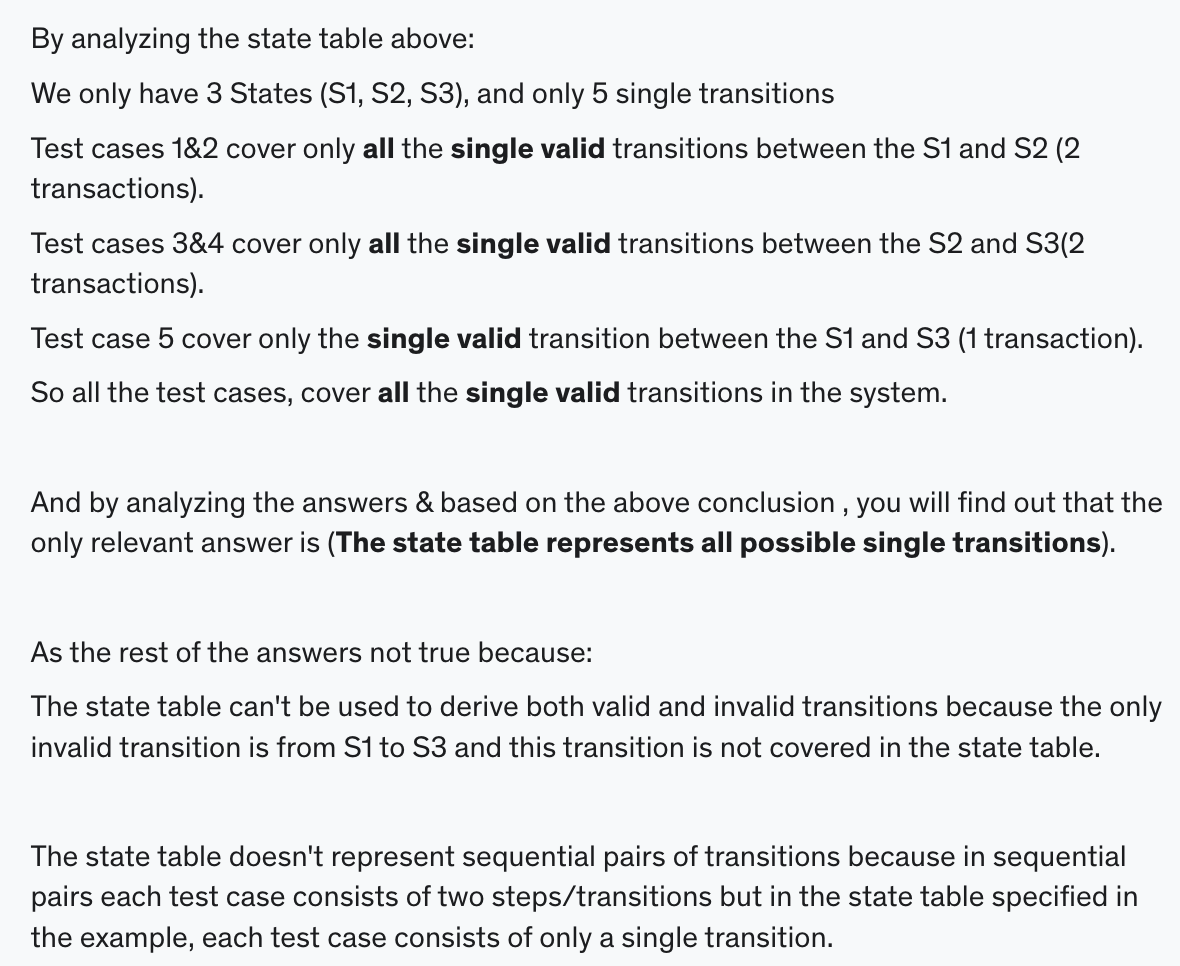 By analyzing the state table above:
We only have 3 States (S1, S2, S3), and only 5 single transitions
Test cases 1&2 cover only all the single valid transitions between the S1 and S2 (2
transactions).
Test cases 3&4 cover only all the single valid transitions between the S2 and S3(2
transactions).
Test case 5 cover only the single valid transition between the S1 and S3 (1 transaction).
So all the test cases, cover all the single valid transitions in the system.
And by analyzing the answers & based on the above conclusion , you will find out that the
only relevant answer is (The state table represents all possible single transitions).
As the rest of the answers not true because:
The state table can't be used to derive both valid and invalid transitions because the only
invalid transition is from S1 to S3 and this transition is not covered in the state table.
The state table doesn't represent sequential pairs of transitions because in sequential
pairs each test case consists of two steps/transitions but in the state table specified in
the example, each test case consists of only a single transition.